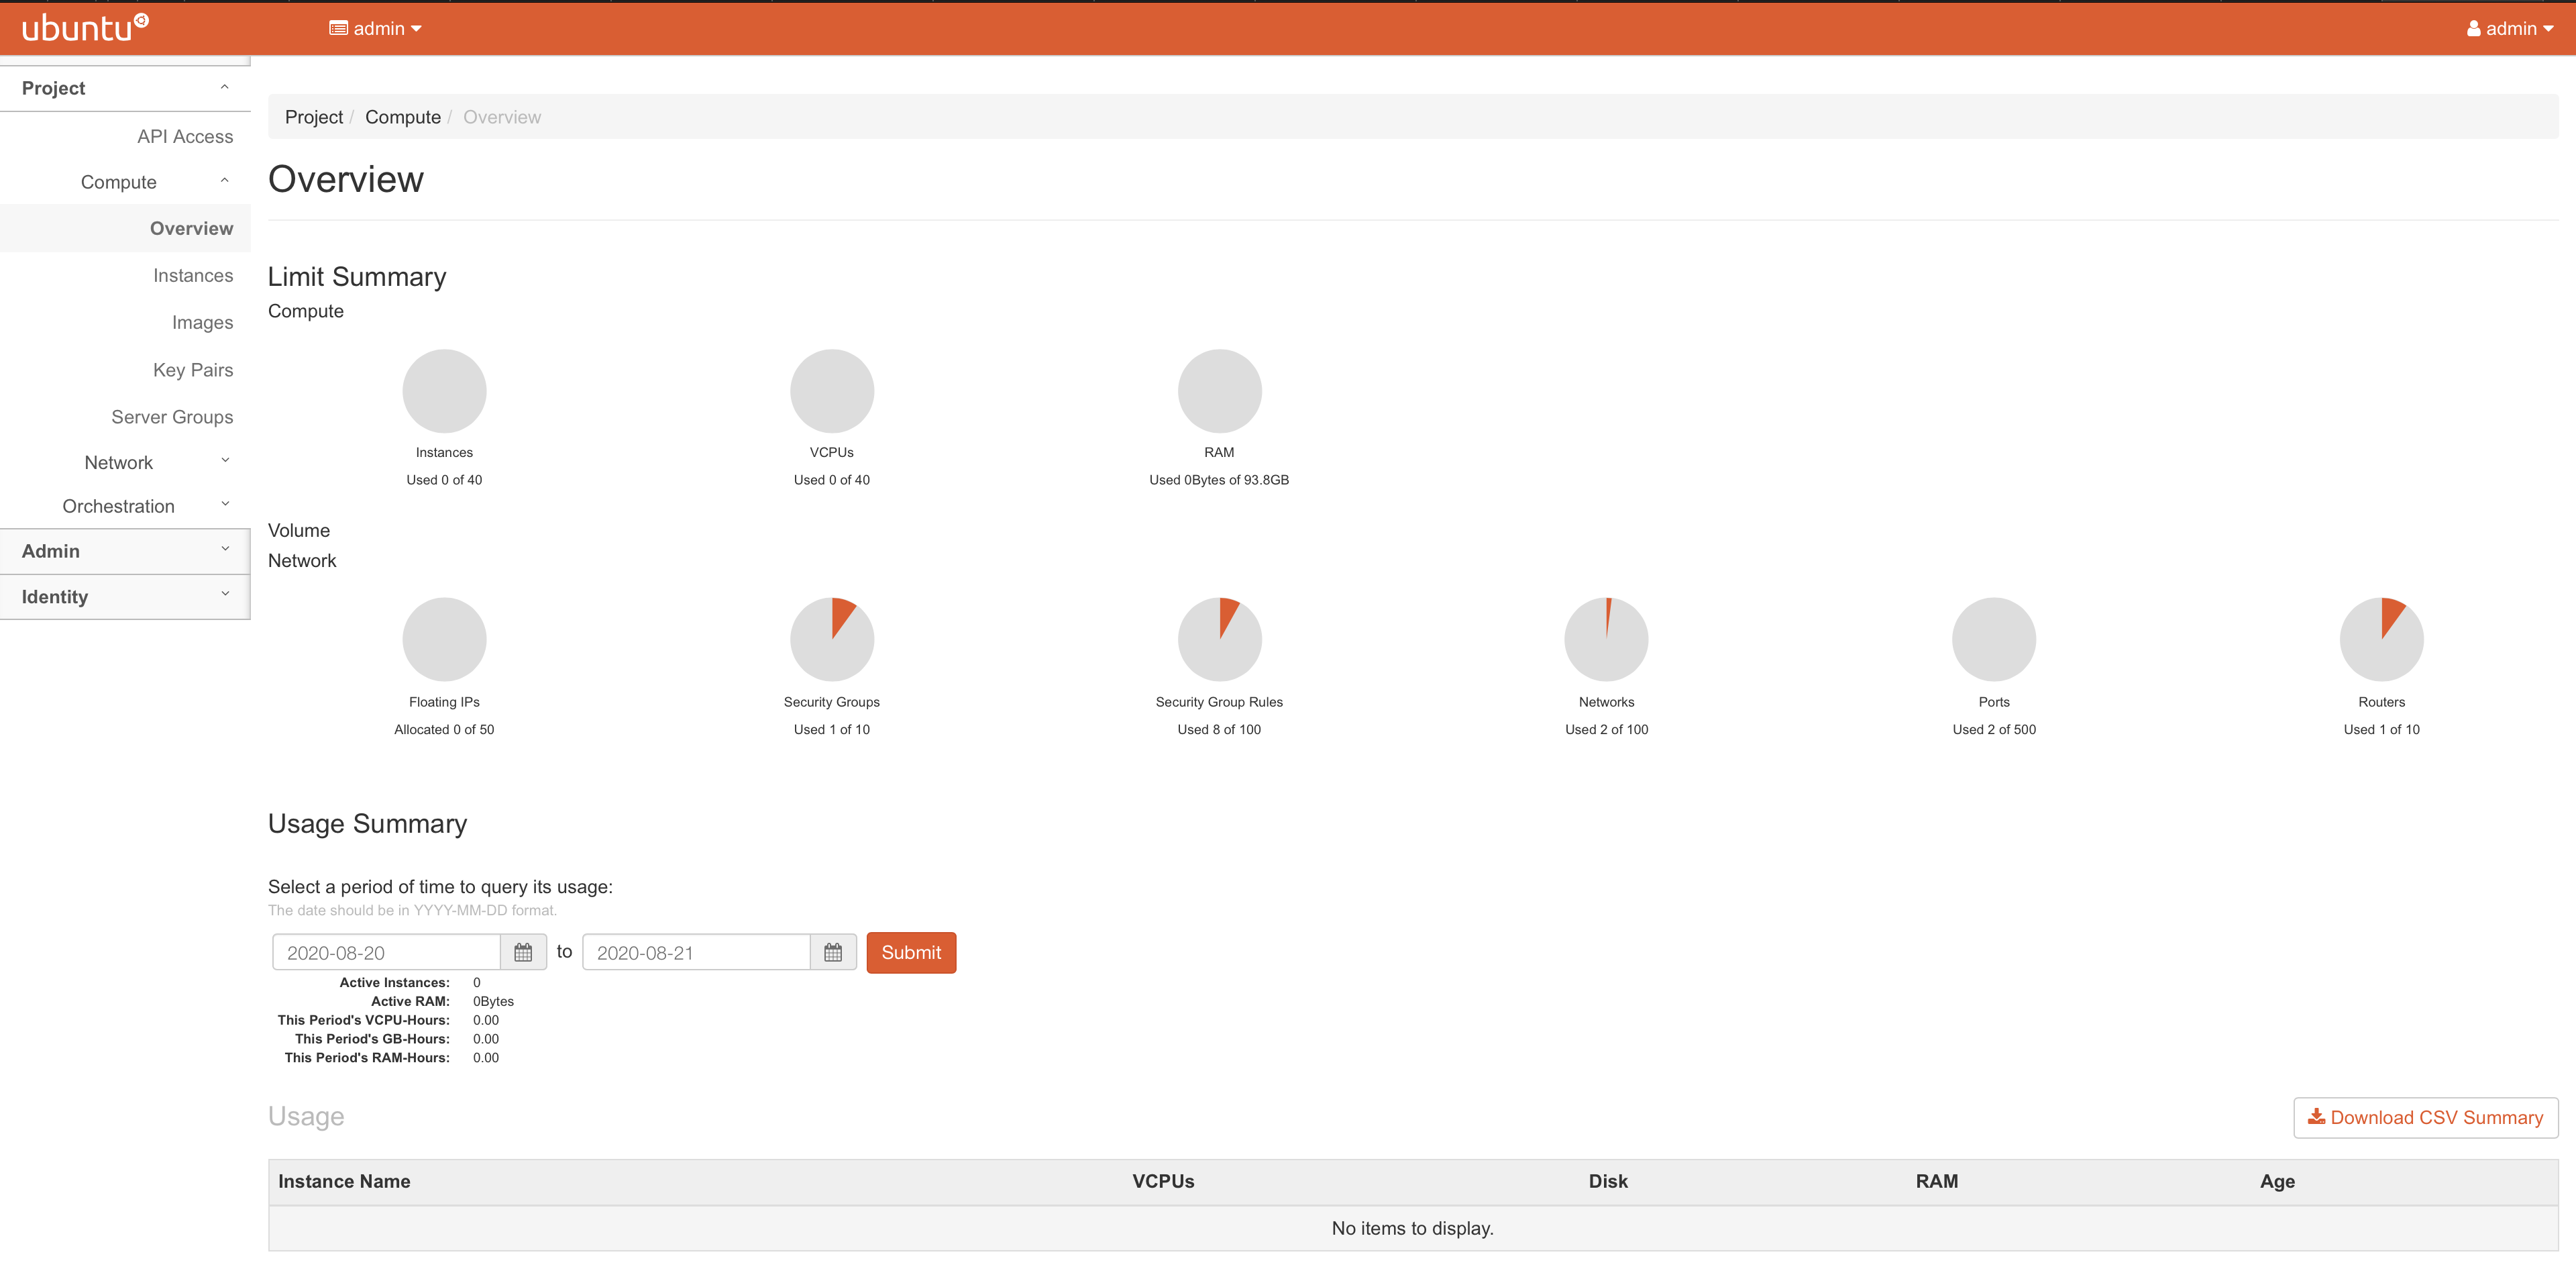 ubuntu
admin
admin
Project
API Access
Compute
Overview
Instances
Images
Key Pairs
Server Groups
Network
Orchestration
Admin
Identity
Project / Compute / Overview
Overview
Limit Summary
Compute
Instances
Used 0 of 40
VCPUs
Used 0 of 40
RAM
Used 0Bytes of 93.8GB
Volume
Network
Floating IPs
Allocated 0 of 50
Security Groups
Used 1 of 10
Security Group Rules
Used 8 of 100
Networks
Used 2 of 100
Ports
Used 2 of 500
Routers
Used 1 of 10
Usage Summary
Select a period of time to query its usage:
The date should be in YYYY-MM-DD format.
2020-08-20 to 2020-08-21 Submit
Active Instances: 0
Active RAM: 0Bytes
This Period's VCPU-Hours: 0.00
This Period's GB-Hours: 0.00
This Period's RAM-Hours: 0.00
Usage
Download CSV Summary
Instance Name VCPUs Disk RAM Age
No items to display.